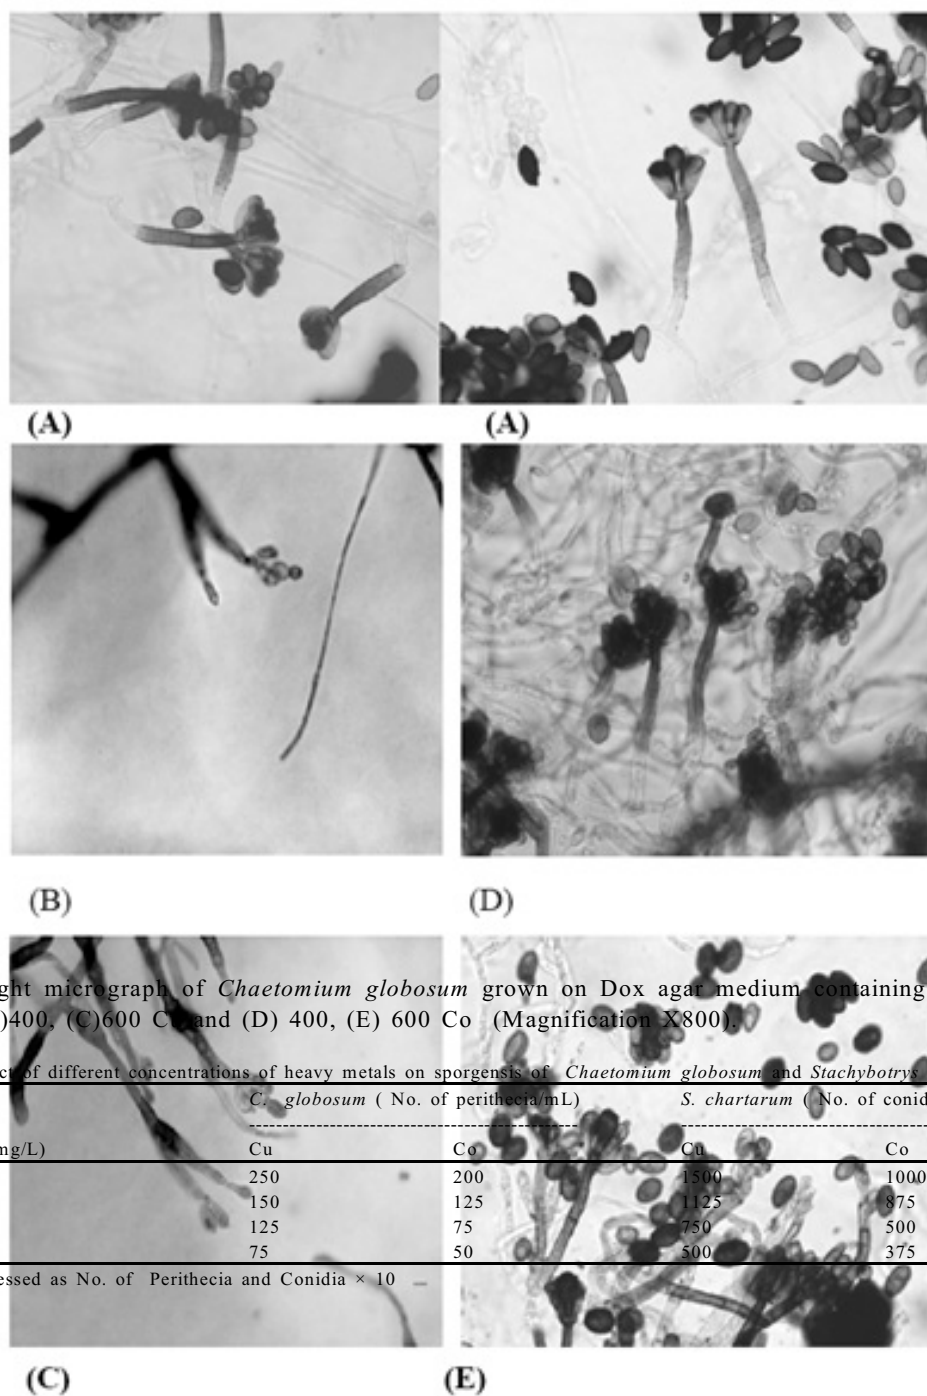 (A) (A)
(B) (D)
ght micrograph of Chaetomium globosum grown on Dox agar medium containing
)400, (C)600 and (D) 400, (E) 600 Co (Magnification X800).
ct of different concentrations of heavy metals on sporgensis of Chaetomium globosum and Stachybotrys
C. globosum ( No. of perithecia/mL) S. chartarum ( No. of conid
mg/L) Cu Co Cu Co
250 200 1500 1000
150 125 1125 875
125 75 750 500
75 50 500 375
essed as No. of Perithecia and Conidia × 10
(C) (E)